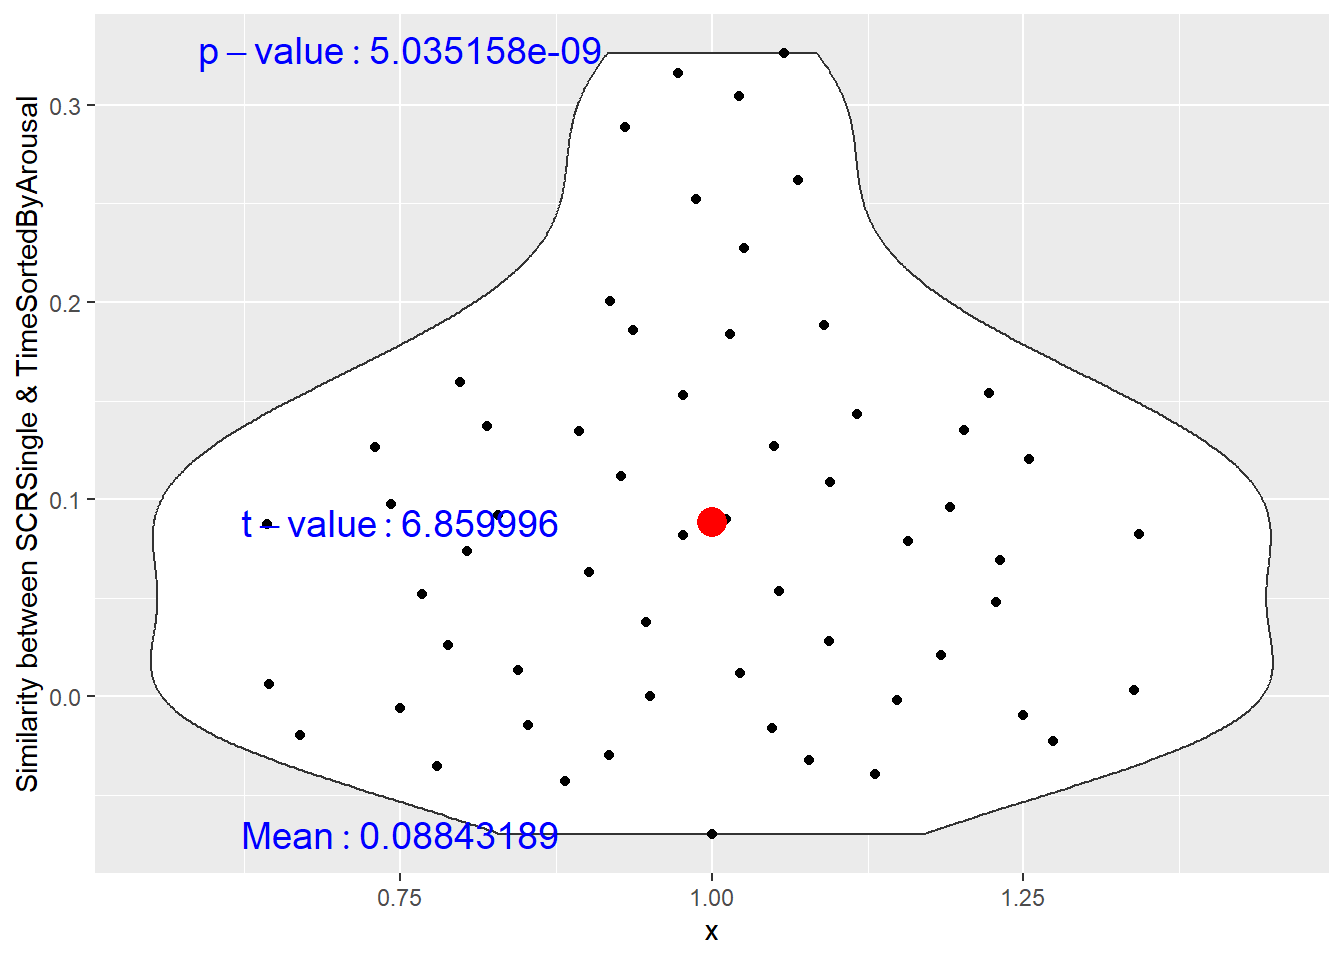 p − value : 5.035158e-09
0.3
0.2
0.1
0.0
t − value : 6.859996
Mean : 0.08843189
Similarity between SCRSingle & TimeSortedByArousal
0.75
1.00
1.25
x